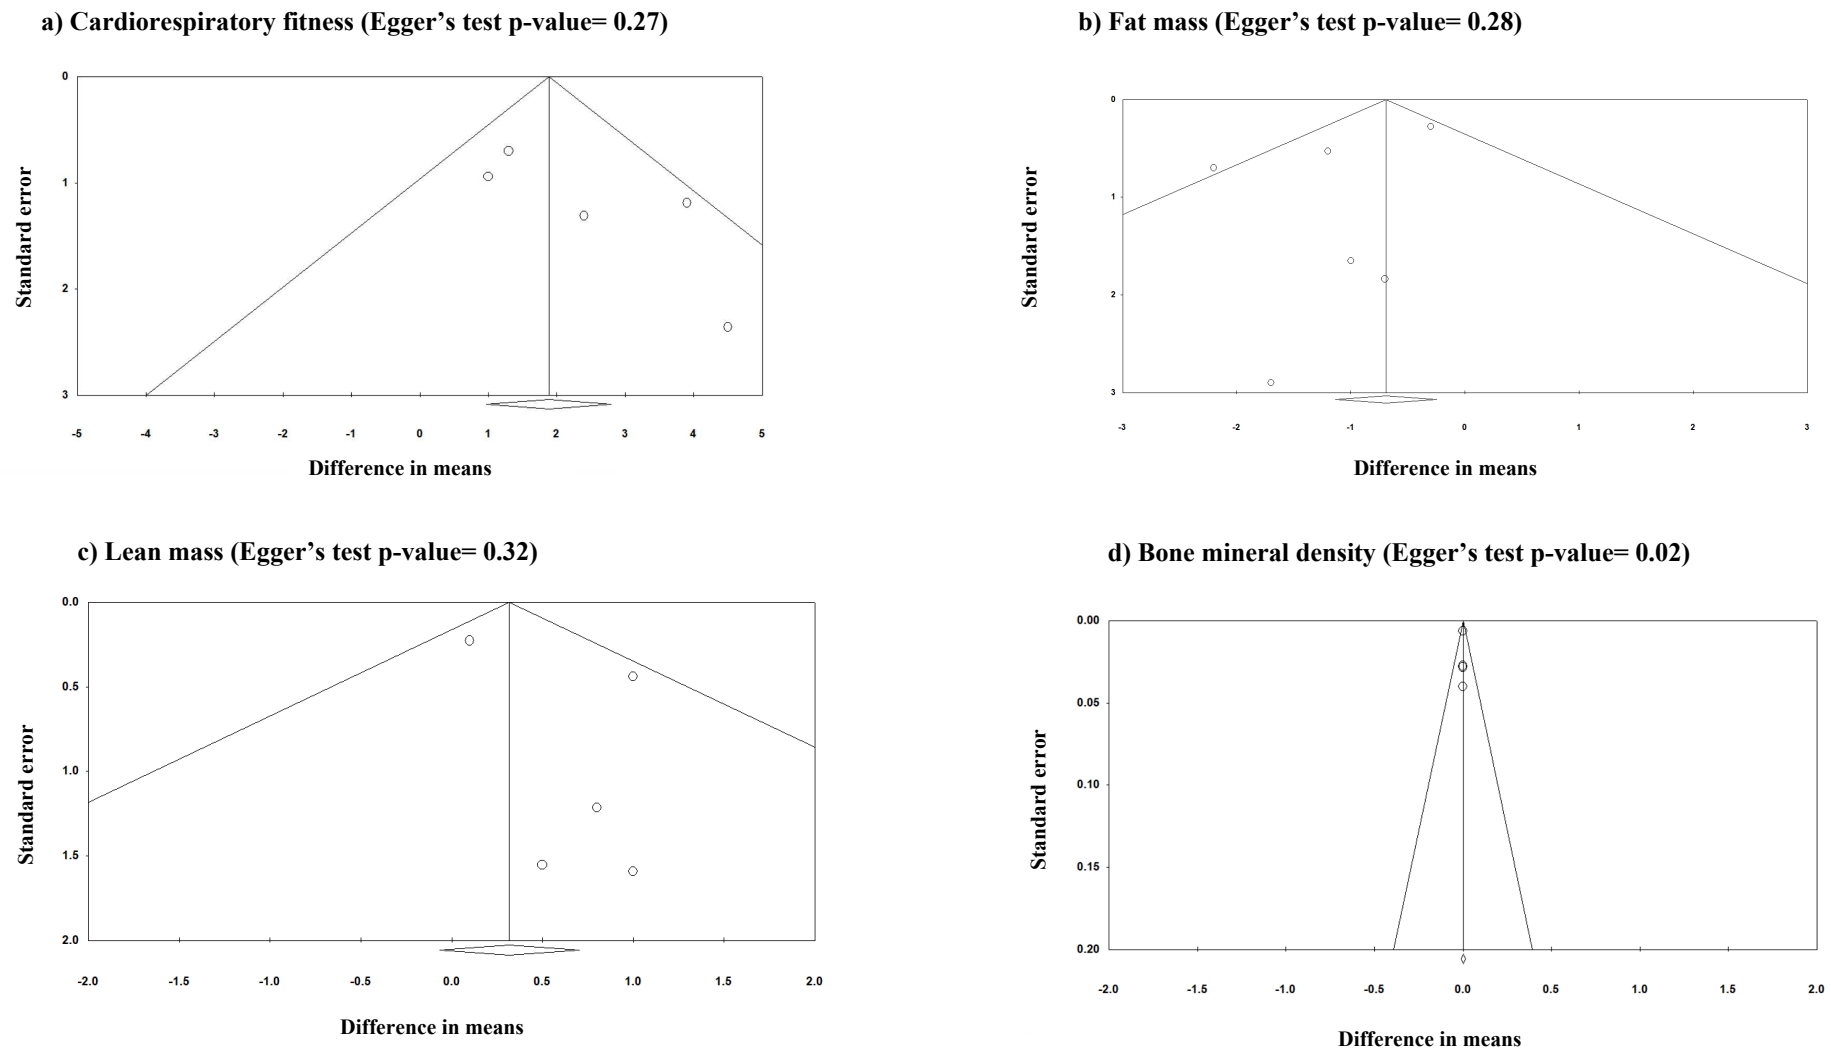 a) Cardiorespiratory fitness (Egger’s test p-value= 0.27)
0
1
2
3
Standard error
-5 -4 -3 -2 -1 0 1 2 3 4 5
Difference in means
b) Fat mass (Egger’s test p-value= 0.28)
0
1
2
3
Standard error
-3 -2 -1 0 1 2 3
Difference in means
c) Lean mass (Egger’s test p-value= 0.32)
0.0
0.5
1.0
1.5
2.0
Standard error
-2.0 -1.5 -1.0 -0.5 0.0 0.5 1.0 1.5 2.0
Difference in means
d) Bone mineral density (Egger’s test p-value= 0.02)
0.00
0.05
0.10
0.15
0.20
Standard error
-2.0 -1.5 -1.0 -0.5 0.0 0.5 1.0 1.5 2.0
Difference in means